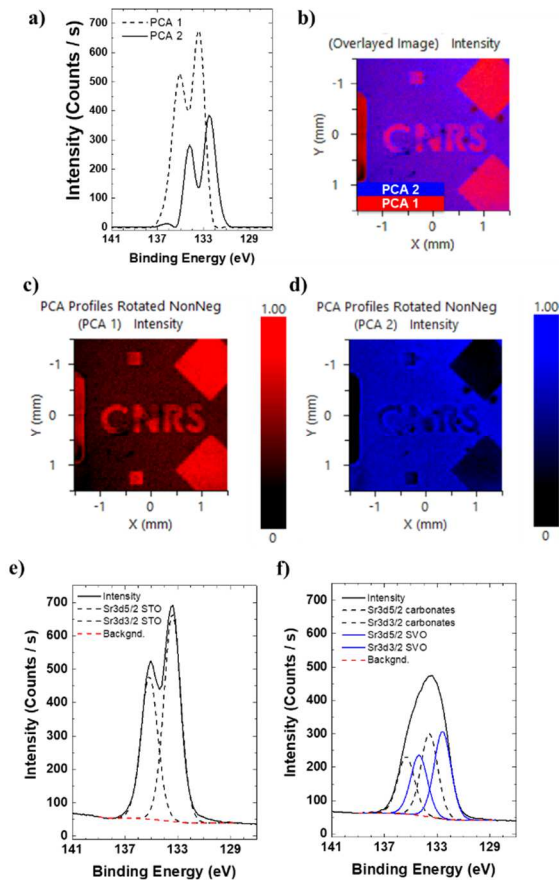 a)
700
600
500
400
300
200
100
0
Intensity (Counts / s)
PCA 1
PCA 2
141 137 133 129
Binding Energy (eV)
b)
(Overlayed Image) Intensity
-1
0
1
Y (mm)
CNRS
PCA 2
PCA 1
-1 0 1
X (mm)
c)
PCA Profiles Rotated NonNeg
(PCA 1) Intensity
1.00
-1
0
1
Y (mm)
CNRS
0
-1 0 1
X (mm)
d)
PCA Profiles Rotated NonNeg
(PCA 2) Intensity
1.00
-1
0
1
Y (mm)
CNRS
0
-1 0 1
X (mm)
e)
700
600
500
400
300
200
100
0
Intensity (Counts / s)
Intensity
Sr3d5/2 STO
Sr3d3/2 STO
Backgnd.
141 137 133 129
Binding Energy (eV)
f)
700
600
500
400
300
200
100
0
Intensity (Counts / s)
Intensity
Sr3d5/2 carbonates
Sr3d3/2 carbonates
Sr3d5/2 SVO
Sr3d3/2 SVO
Backgnd.
141 137 133 129
Binding Energy (eV)